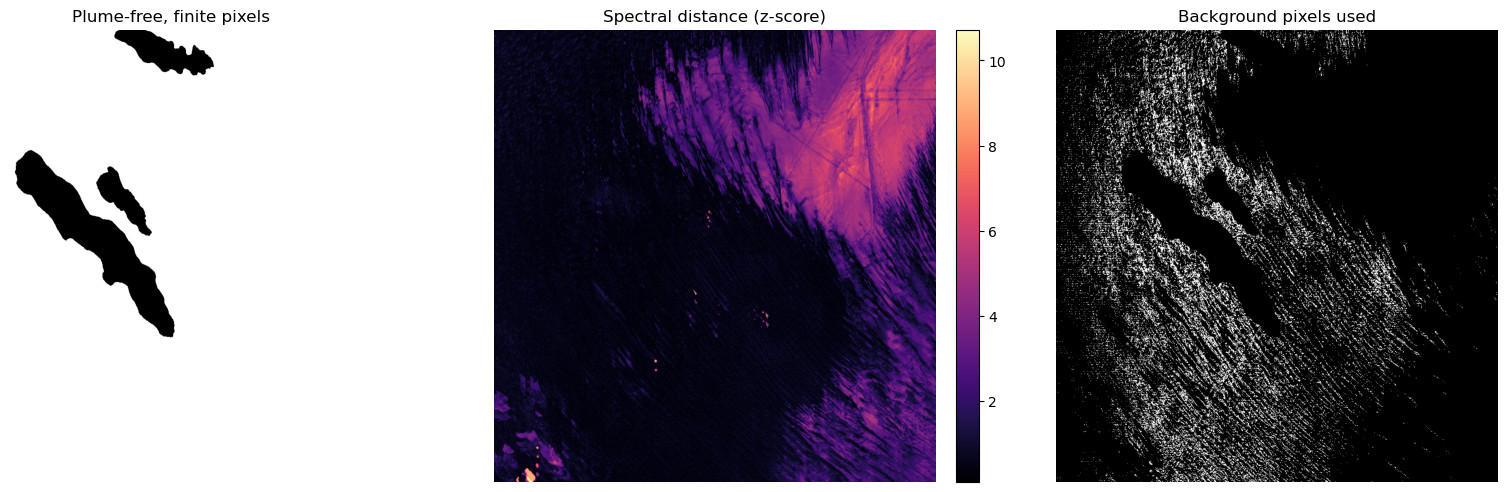 Plume-free, finite pixels
Spectral distance (z-score)
Background pixels used
10
8
6
4
2